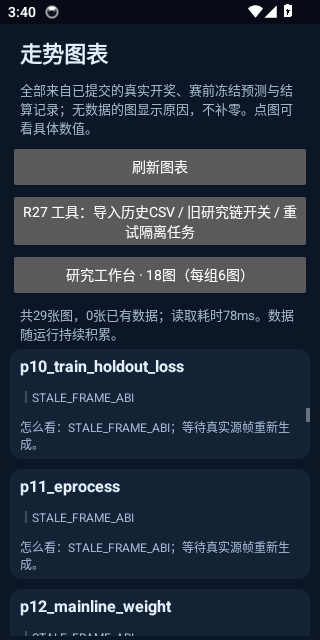 3:40
走势图表
全部来自已提交的真实开奖、赛前冻结预测与结
算记录；无数据的图显示原因，不补零。点图可
看具体数值。
刷新图表
R27 工具：导入历史CSV / 旧研究链开关 / 重
试隔离任务
研究工作台 · 18图（每组6图）
共29张图，0张已有数据；读取耗时78ms。数据
随运行持续积累。
p10_train_holdout_loss
｜STALE_FRAME_ABI
怎么看：STALE_FRAME_ABI；等待真实源帧重新生
成。
p11_eprocess
｜STALE_FRAME_ABI
怎么看：STALE_FRAME_ABI；等待真实源帧重新生
成。
p12_mainline_weight
｜STALE_FRAME_ABI